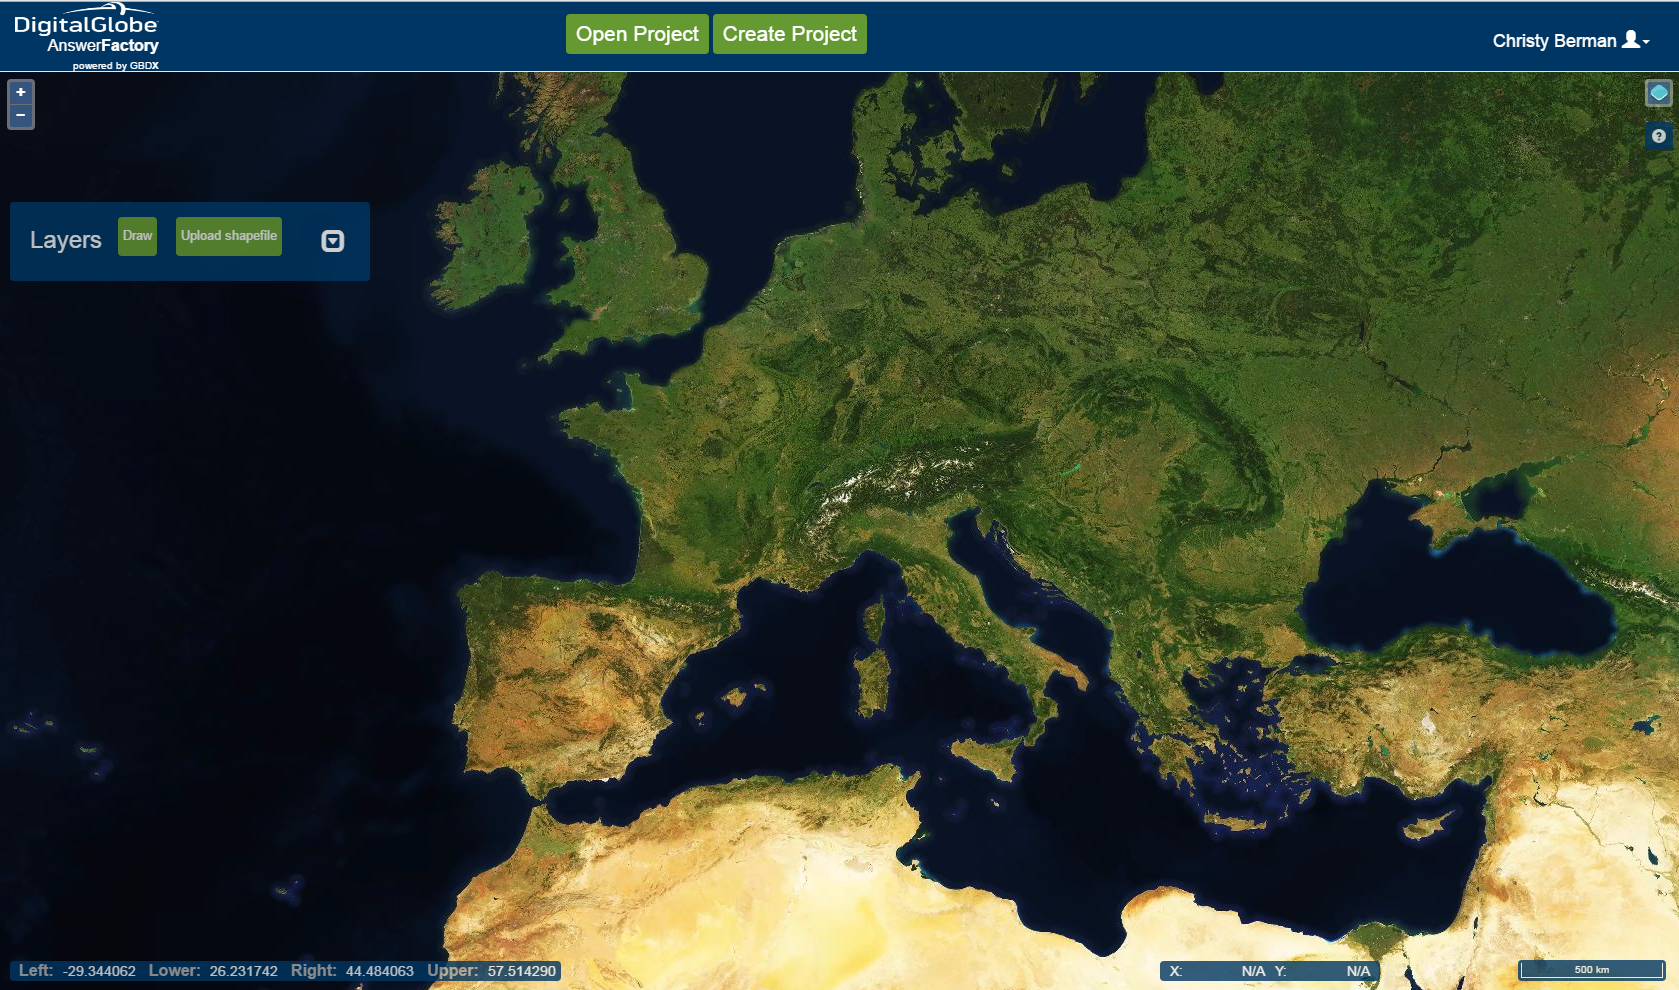 DigitalGlobe
AnswerFactory
powered by GBDX
Open Project Create Project
Christy Berman
+
-
?
Layers Draw Upload shapefile
Left: -29.344062 Lower: 26.231742 Right: 44.484063 Upper: 57.514290
X: N/A Y: N/A
500 km